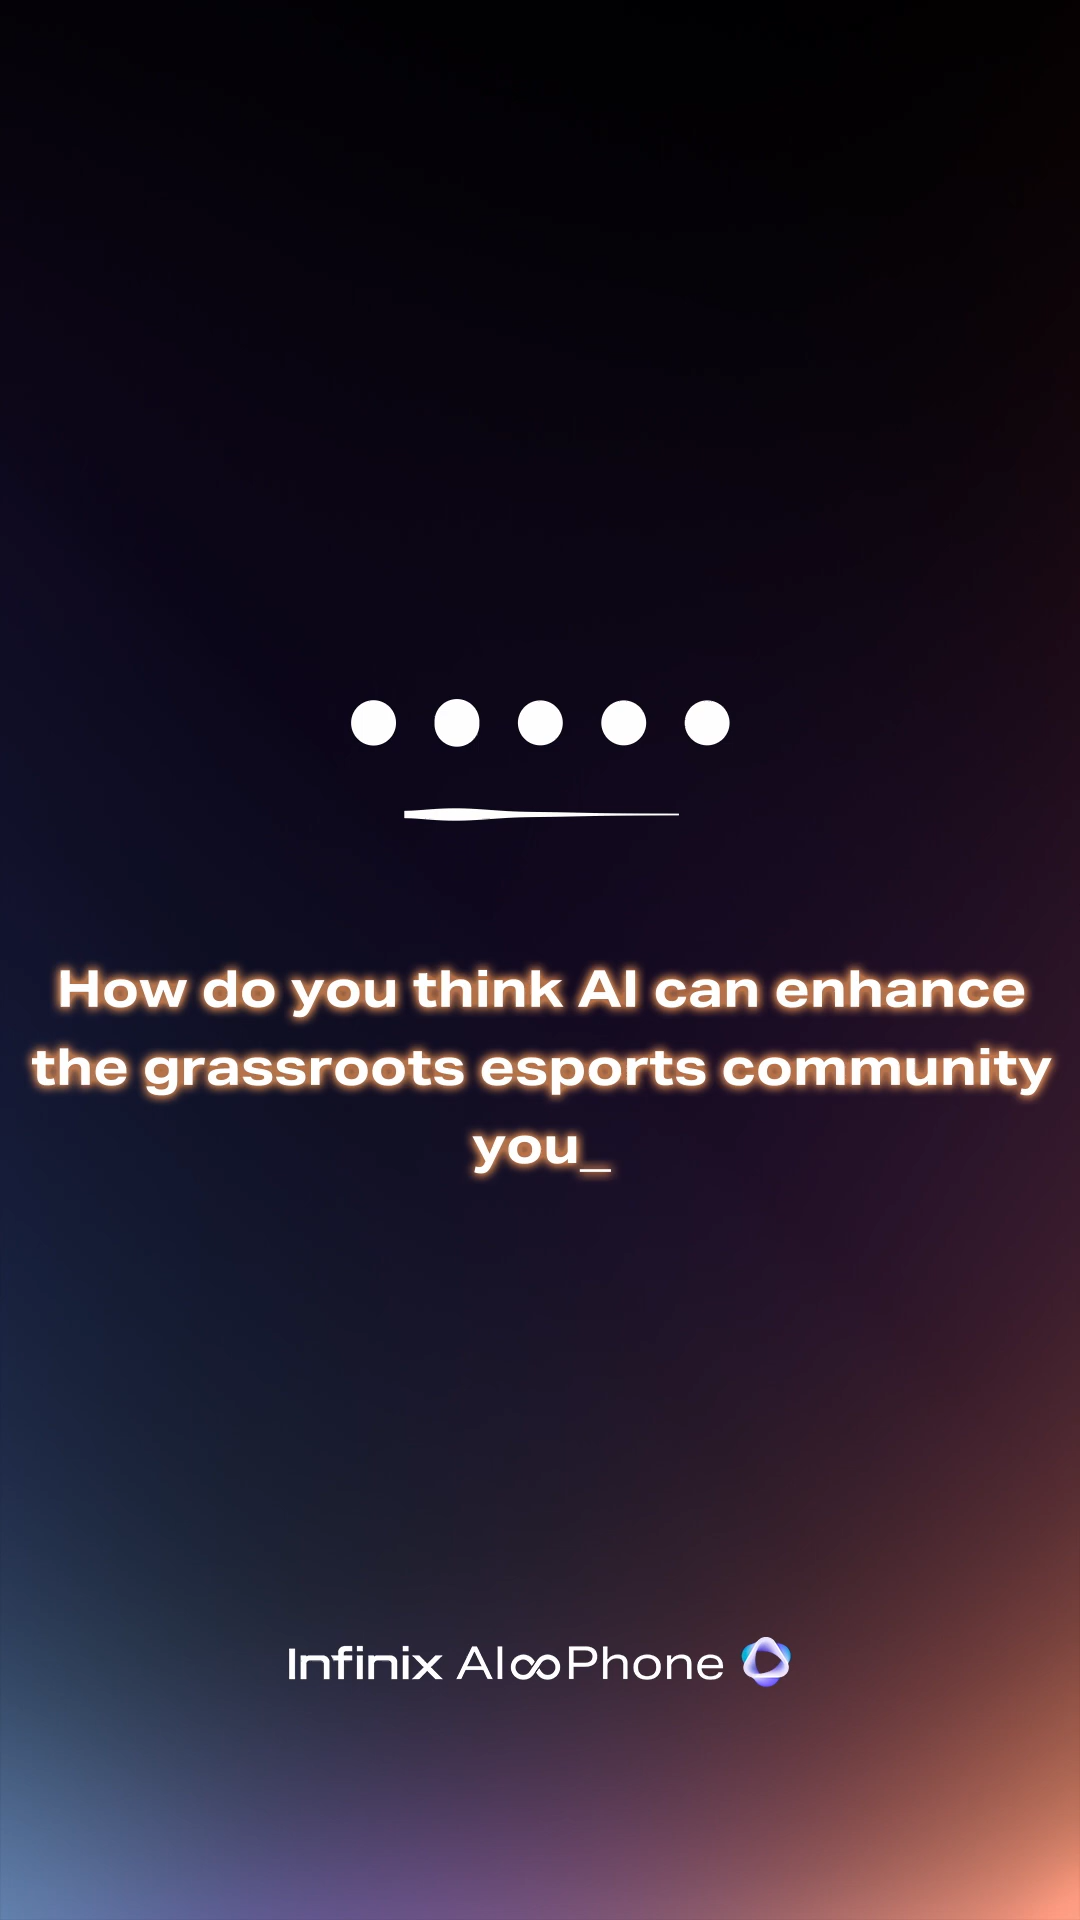 How do you think AI can enhance
the grassroots esports community
you_
Infinix AI∞Phone